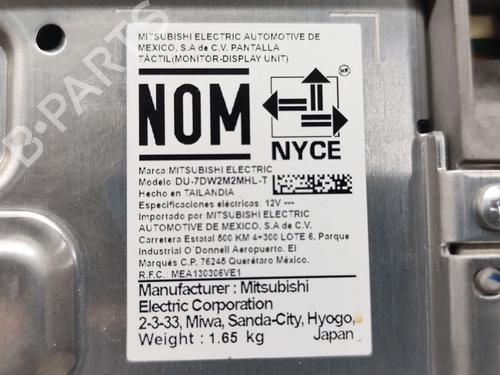 MITSUBISHI ELECTRIC AUTOMOTIVE DE
MEXICO, S.A de C.V. PANTALLA
TÁCTIL(MONITOR-DISPLAY UNIT)
NOM
MR
NYCE
Marca MITSUBISHI ELECTRIC
Modelo DU-7DW2M2MHL-T
Hecho en TAILANDIA
Especificaciones eléctricas: 12V
Importado por MITSUBISHI ELECTRIC
AUTOMOTIVE DE MEXICO, S.A de C.V.
Carretera Estatal 500 KM 4+300 LOTE 6, Parque
Industrial O'Donnell Aeropuerto. El
Marqués C.P. 76246 Querétaro México.
R.F.C. MEA130306VE1
Manufacturer : Mitsubishi
Electric Corporation
2-3-33, Miwa, Sanda-City, Hyogo,
Japan
Weight : 1.65 kg
B-PARTS